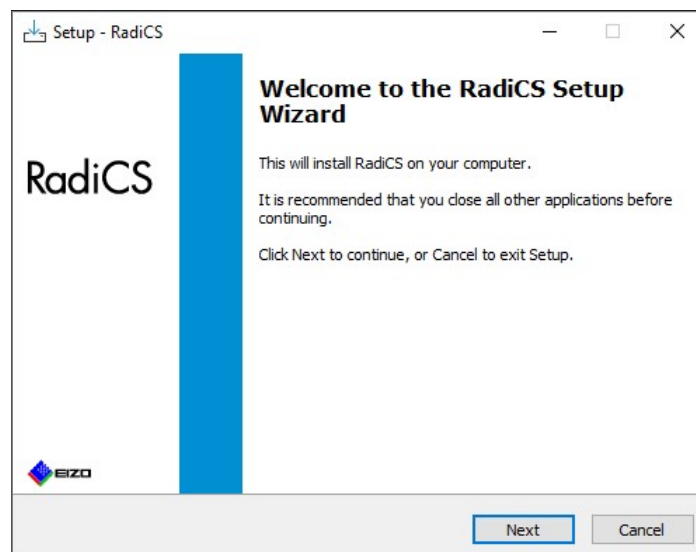 Setup - RadiCS
Welcome to the RadiCS Setup
Wizard
RadiCS
This will install RadiCS on your computer.
It is recommended that you close all other applications before
continuing.
Click Next to continue, or Cancel to exit Setup.
EIZO
Next
Cancel